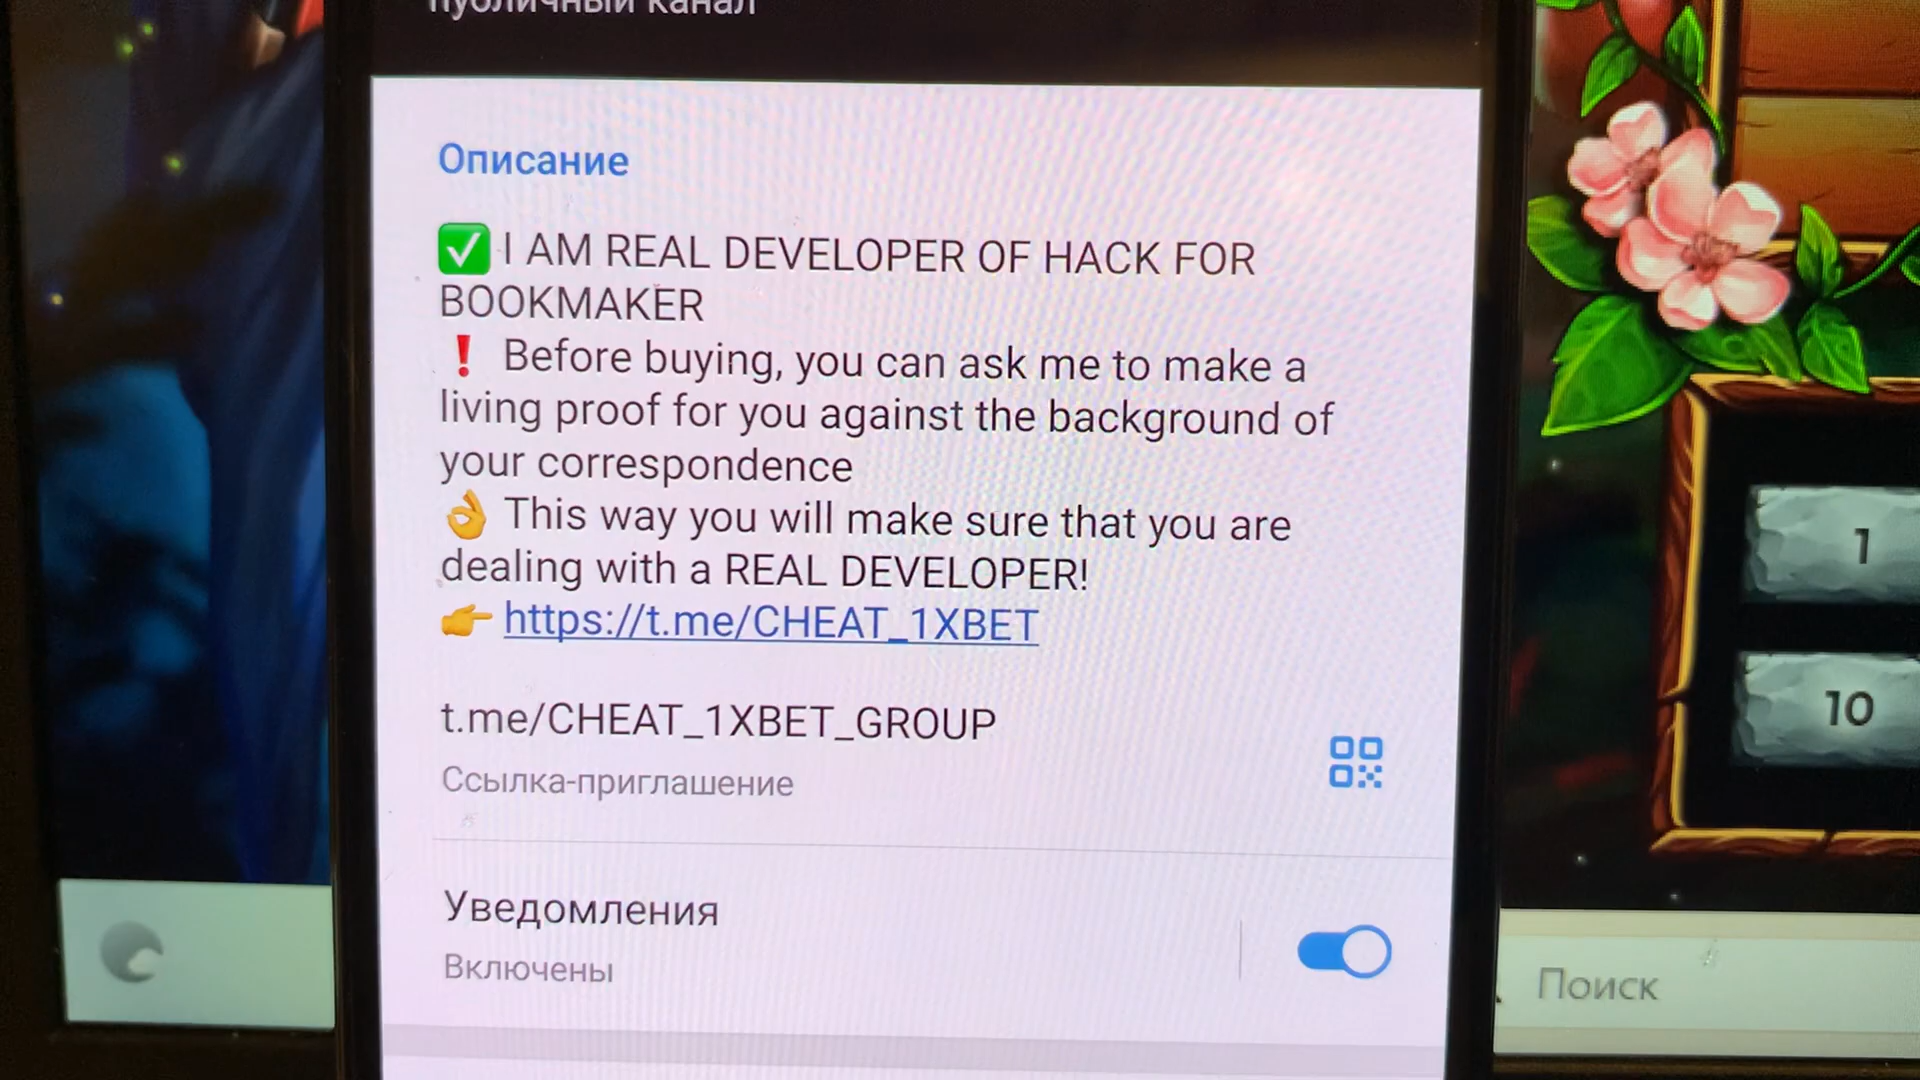 публичный канал
Описание
✅ I AM REAL DEVELOPER OF HACK FOR
BOOKMAKER
❗ Before buying, you can ask me to make a
living proof for you against the background of
your correspondence
👌 This way you will make sure that you are
dealing with a REAL DEVELOPER!
👉 https://t.me/CHEAT_1XBET
t.me/CHEAT_1XBET_GROUP
Ссылка-приглашение
Уведомления
Включены
1
10
Поиск